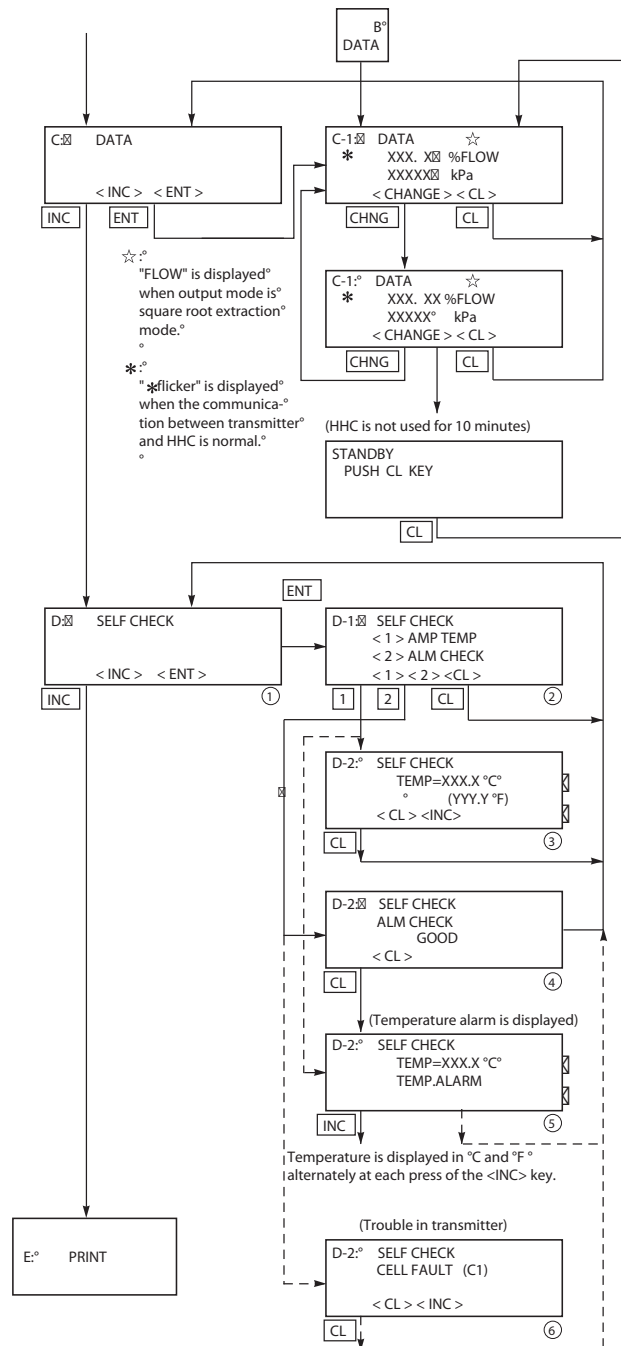 B°
DATA
C:☒ DATA
< INC > < ENT >
INC
ENT
C-1:☒ DATA ☆
* XXX. X☒ %FLOW
XXXXX☒ kPa
< CHANGE > < CL >
CHNG
CL
☆:°
"FLOW" is displayed°
when output mode is°
square root extraction°
mode.°
°
*:°
"*flicker" is displayed°
when the communica-°
tion between transmitter°
and HHC is normal.°
°
C-1:° DATA ☆
* XXX. XX %FLOW
XXXXX° kPa
< CHANGE > < CL >
CHNG
CL
(HHC is not used for 10 minutes)
STANDBY
PUSH CL KEY
CL
ENT
D:☒ SELF CHECK
< INC > < ENT >
①
INC
D-1:☒ SELF CHECK
< 1 > AMP TEMP
< 2 > ALM CHECK
< 1 > < 2 > <CL >
②
1
2
CL
D-2:° SELF CHECK
TEMP=XXX.X °C°
° (YYY.Y °F)
< CL > <INC>
③
☒
CL
D-2:☒ SELF CHECK
ALM CHECK
GOOD
< CL >
④
CL
(Temperature alarm is displayed)
D-2:° SELF CHECK
TEMP=XXX.X °C°
TEMP.ALARM
⑤
INC
Temperature is displayed in °C and °F °
alternately at each press of the <INC> key.
E:° PRINT
(Trouble in transmitter)
D-2:° SELF CHECK
CELL FAULT (C1)
< CL > < INC >
⑥
CL